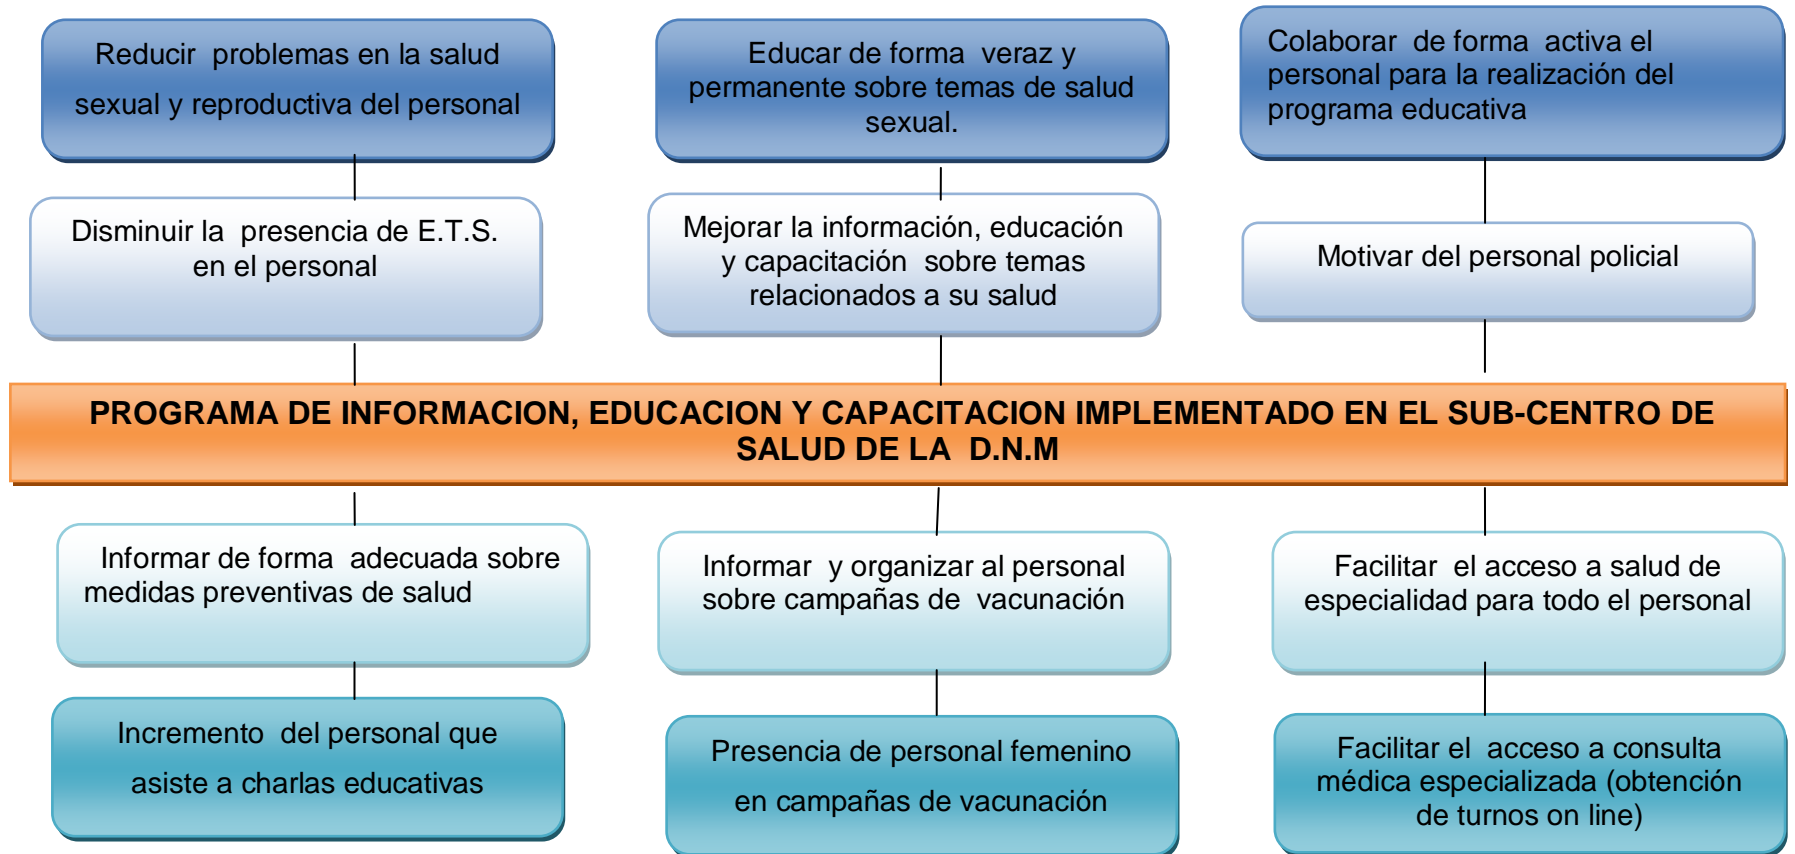 Reducir problemas en la salud
sexual y reproductiva del personal
Educar de forma veraz y
permanente sobre temas de salud
sexual.
Colaborar de forma activa el
personal para la realización del
programa educativa
Disminuir la presencia de E.T.S.
en el personal
Mejorar la información, educación
y capacitación sobre temas
relacionados a su salud
Motivar del personal policial
PROGRAMA DE INFORMACION, EDUCACION Y CAPACITACION IMPLEMENTADO EN EL SUB-CENTRO DE
SALUD DE LA D.N.M
Informar de forma adecuada sobre
medidas preventivas de salud
Informar y organizar al personal
sobre campañas de vacunación
Facilitar el acceso a salud de
especialidad para todo el personal
Incremento del personal que
asiste a charlas educativas
Presencia de personal femenino
en campañas de vacunación
Facilitar el acceso a consulta
médica especializada (obtención
de turnos on line)